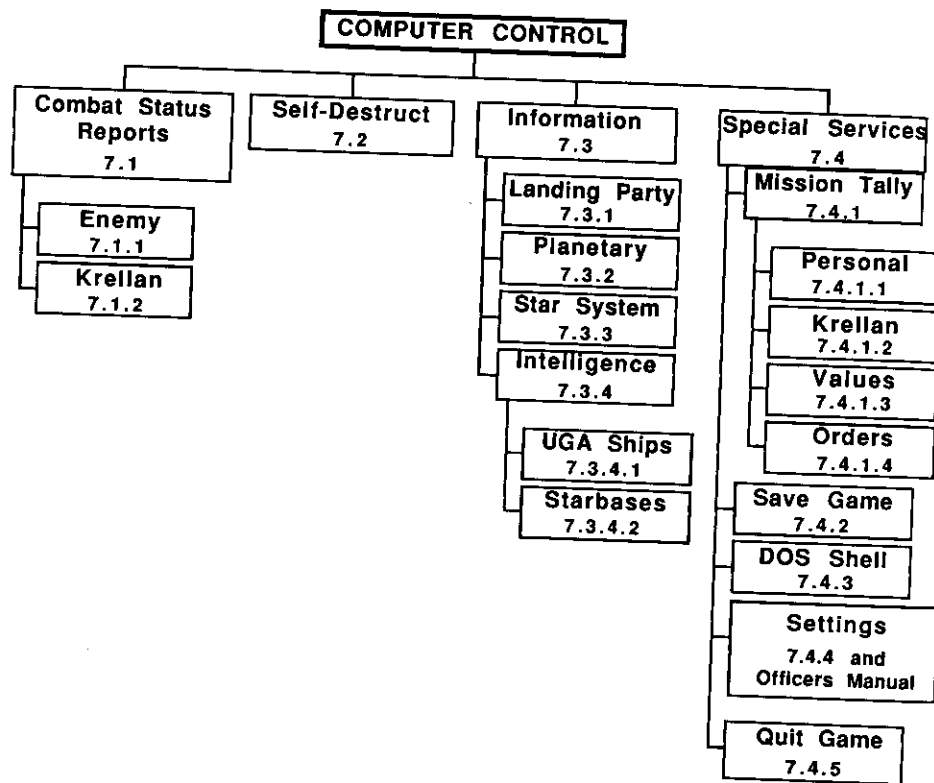 COMPUTER CONTROL
Combat Status
Reports
7.1
Enemy
7.1.1
Krellan
7.1.2
Self-Destruct
7.2
Information
7.3
Landing Party
7.3.1
Planetary
7.3.2
Star System
7.3.3
Intelligence
7.3.4
UGA Ships
7.3.4.1
Starbases
7.3.4.2
Special Services
7.4
Mission Tally
7.4.1
Personal
7.4.1.1
Krellan
7.4.1.2
Values
7.4.1.3
Orders
7.4.1.4
Save Game
7.4.2
DOS Shell
7.4.3
Settings
7.4.4 and
Officers Manual
Quit Game
7.4.5